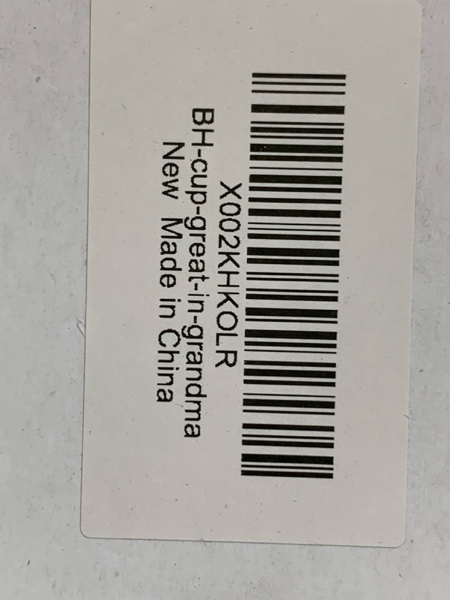 X002KHKOLR
BH-cup-great-in-grandma
New Made in China